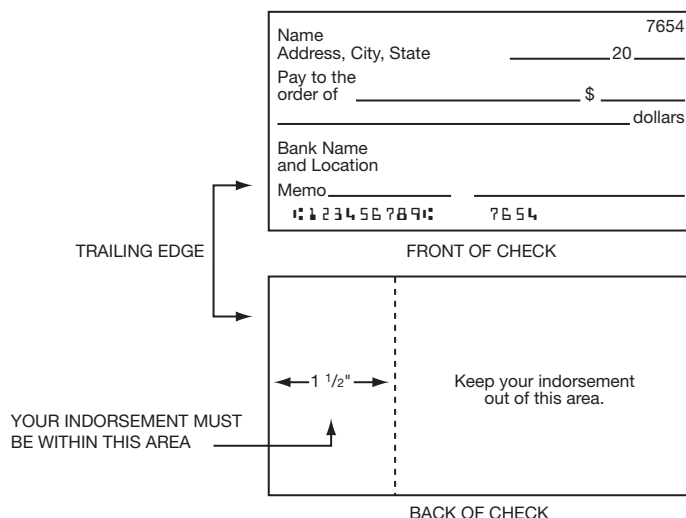 7654
Name
Address, City, State 20
Pay to the
order of $
dollars
Bank Name
and Location
Memo
⑆123456789⑆ 7654
TRAILING EDGE
FRONT OF CHECK
1 1/2"
Keep your indorsement
out of this area.
YOUR INDORSEMENT MUST
BE WITHIN THIS AREA
BACK OF CHECK